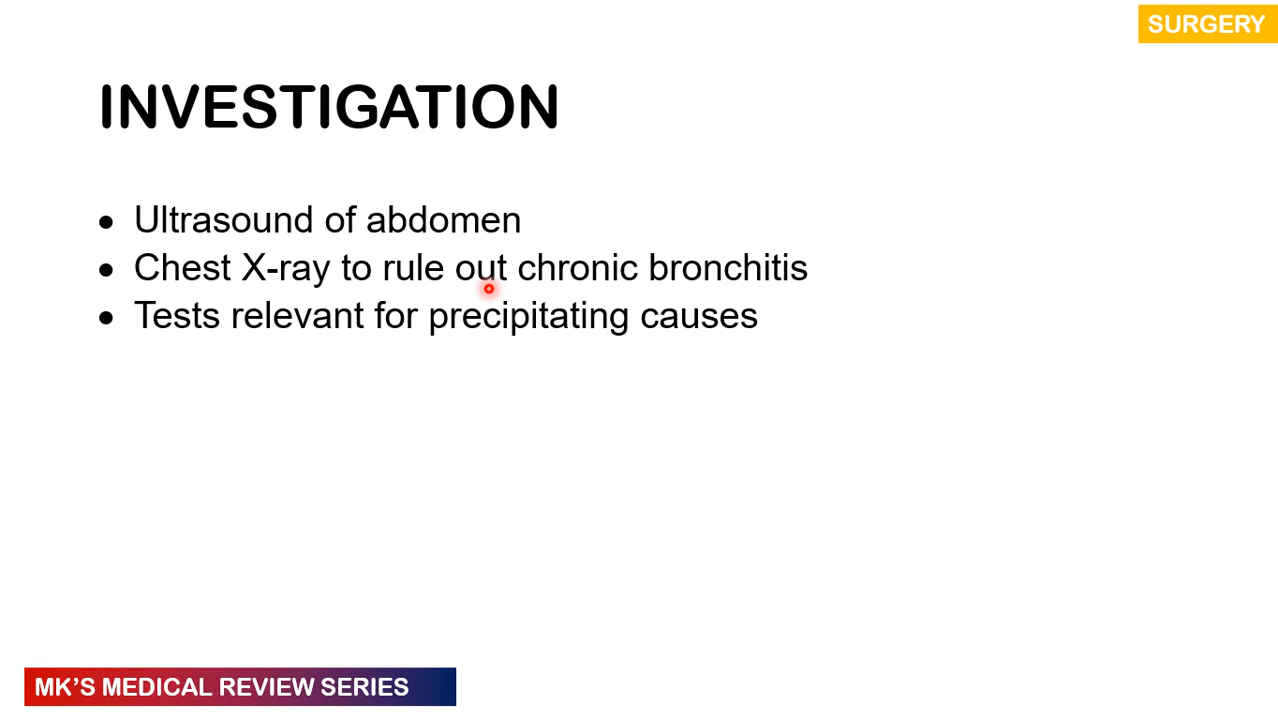 SURGERY
INVESTIGATION
• Ultrasound of abdomen
• Chest X-ray to rule out chronic bronchitis
• Tests relevant for precipitating causes
MK’S MEDICAL REVIEW SERIES